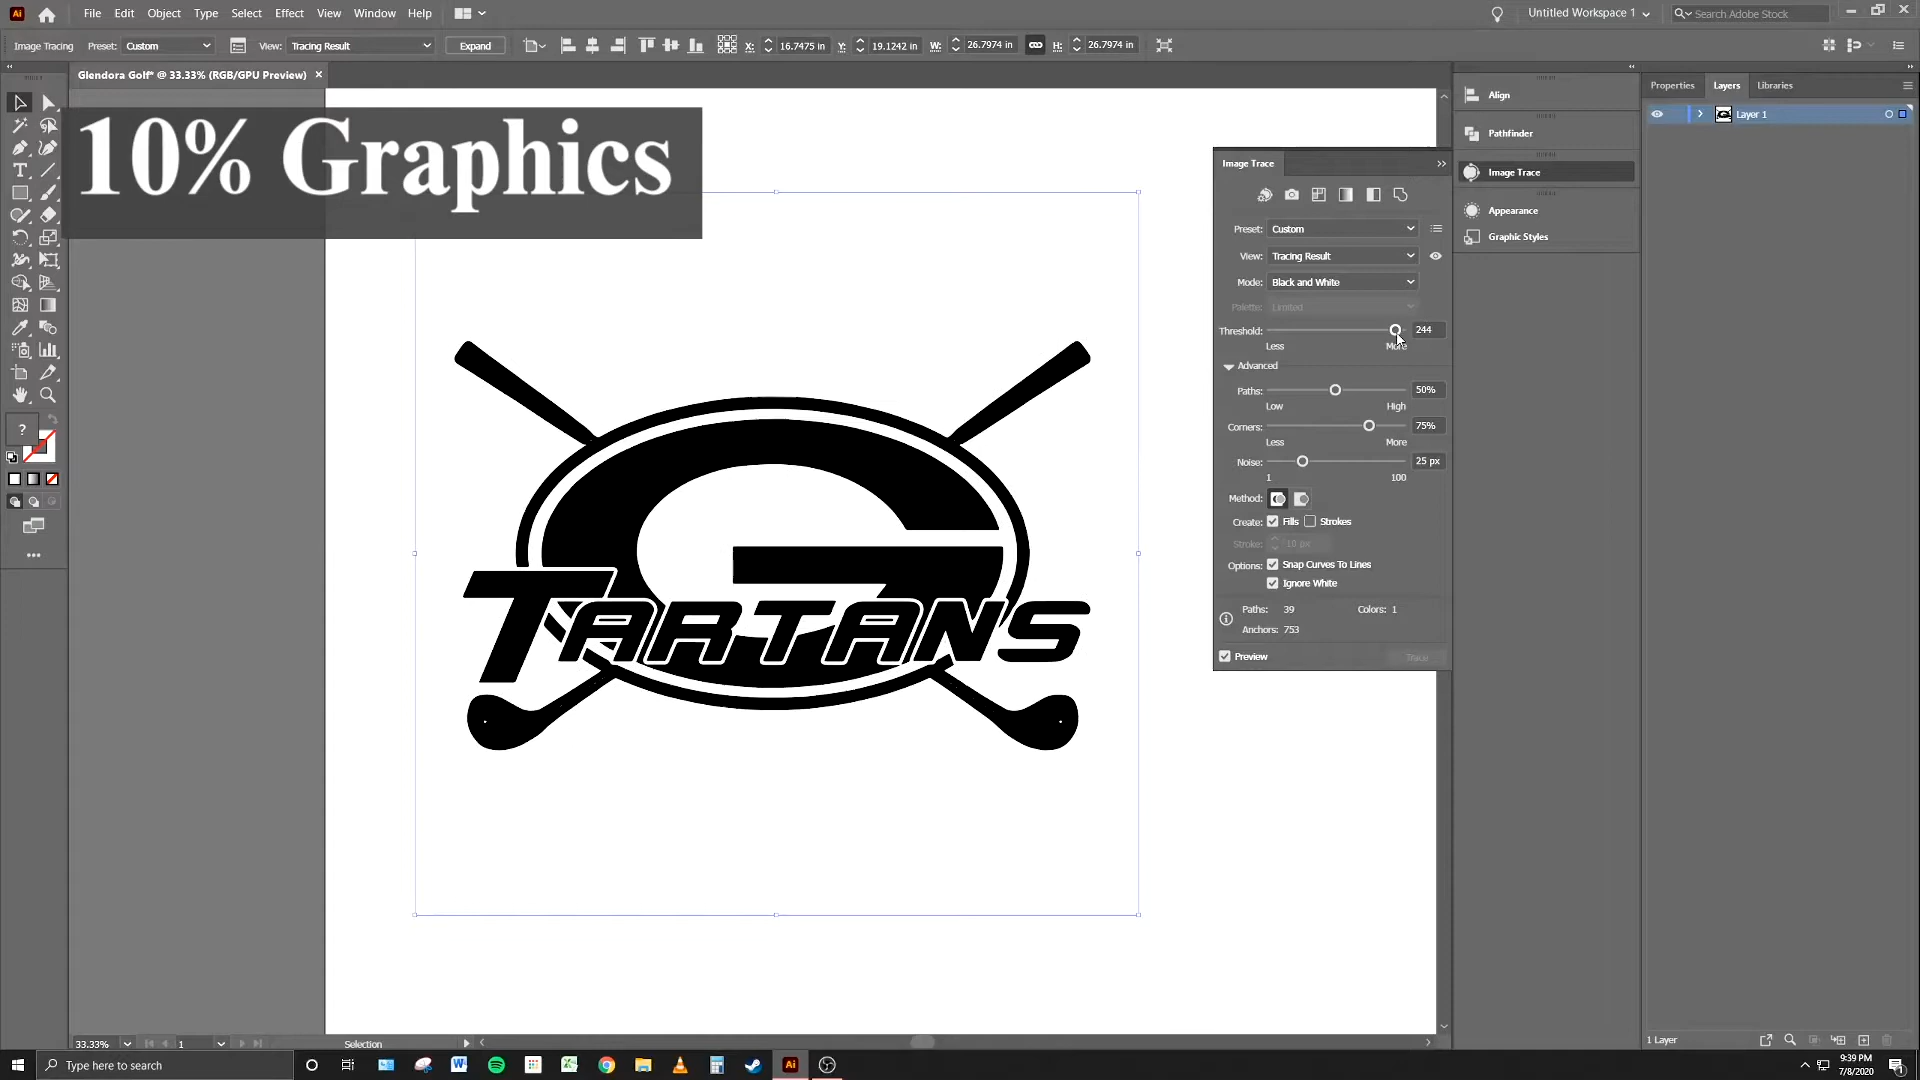 Ai File Edit Object Type Select Effect View Window Help Untitled Workspace 1 Search Adobe Stock
Image Tracing Preset: Custom View: Tracing Result Expand X: 16.7475 in Y: 19.1242 in W: 26.7974 in H: 26.7974 in
Glendora Golf* @ 33.33% (RGB/GPU Preview) ×
10% Graphics
TARTANS
G
Image Trace
Preset: Custom
View: Tracing Result
Mode: Black and White
Palette: Limited
Threshold: 244
Less More
Advanced
Paths: 50%
Low High
Corners: 75%
Less More
Noise: 25 px
1 100
Method:
Create: Fills Strokes
Stroke: 10 px
Options: Snap Curves To Lines
Ignore White
Paths: 39 Colors: 1
Anchors: 753
Preview Trace
Align
Pathfinder
Image Trace
Appearance
Graphic Styles
Properties Layers Libraries
Layer 1
?
33.33% 1 Selection
1 Layer
Type here to search
Ai
9:39 PM
7/8/2020